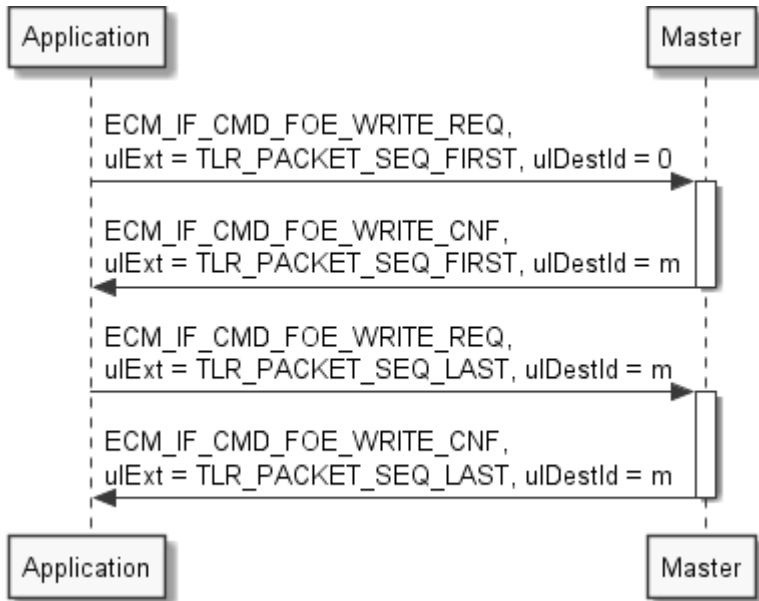 Application
Master
ECM_IF_CMD_FOE_WRITE_REQ,
ulExt = TLR_PACKET_SEQ_FIRST, ulDestId = 0
ECM_IF_CMD_FOE_WRITE_CNF,
ulExt = TLR_PACKET_SEQ_FIRST, ulDestId = m
ECM_IF_CMD_FOE_WRITE_REQ,
ulExt = TLR_PACKET_SEQ_LAST, ulDestId = m
ECM_IF_CMD_FOE_WRITE_CNF,
ulExt = TLR_PACKET_SEQ_LAST, ulDestId = m
Application
Master